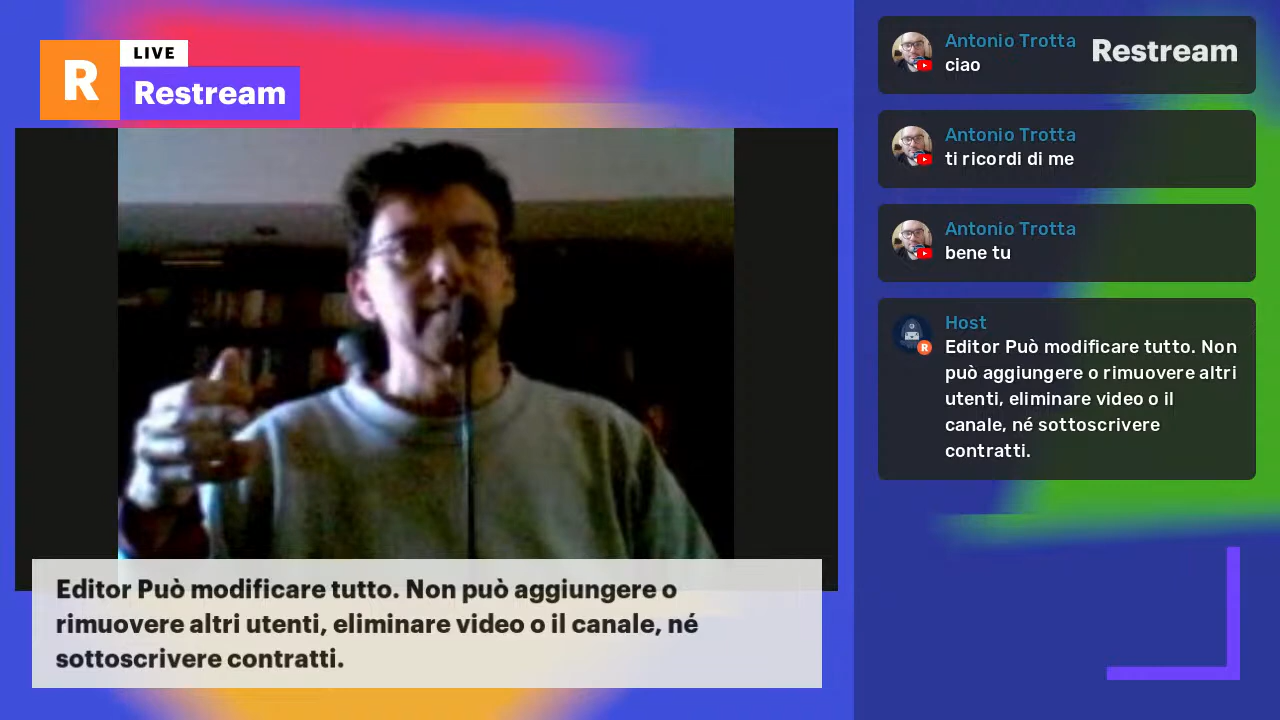 R
LIVE
Restream
Editor Può modificare tutto. Non può aggiungere o
rimuovere altri utenti, eliminare video o il canale, né
sottoscrivere contratti.
Restream
Antonio Trotta
ciao
Antonio Trotta
ti ricordi di me
Antonio Trotta
bene tu
Host
R
Editor Può modificare tutto. Non
può aggiungere o rimuovere altri
utenti, eliminare video o il
canale, né sottoscrivere
contratti.